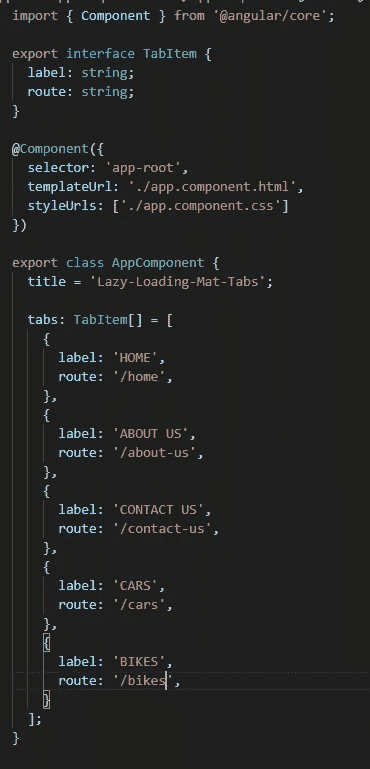 import { Component } from '@angular/core';
export interface TabItem {
label: string;
route: string;
}
@Component({
selector: 'app-root',
templateUrl: './app.component.html',
styleUrls: ['./app.component.css']
})
export class AppComponent {
title = 'Lazy-Loading-Mat-Tabs';
tabs: TabItem[] = [
{
label: 'HOME',
route: '/home',
},
{
label: 'ABOUT US',
route: '/about-us',
},
{
label: 'CONTACT US',
route: '/contact-us',
},
{
label: 'CARS',
route: '/cars',
},
{
label: 'BIKES',
route: '/bikes',
}
];
}